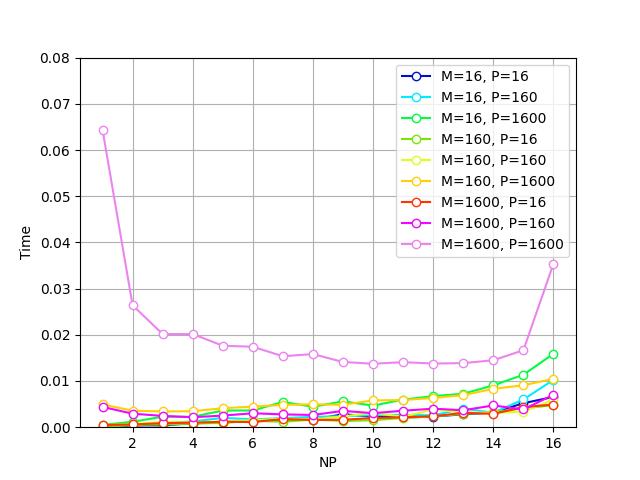 0.08
0.07
0.06
0.05
0.04
0.03
0.02
0.01
0.00
Time
M=16, P=16
M=16, P=160
M=16, P=1600
M=160, P=16
M=160, P=160
M=160, P=1600
M=1600, P=16
M=1600, P=160
M=1600, P=1600
2 4 6 8 10 12 14 16
NP